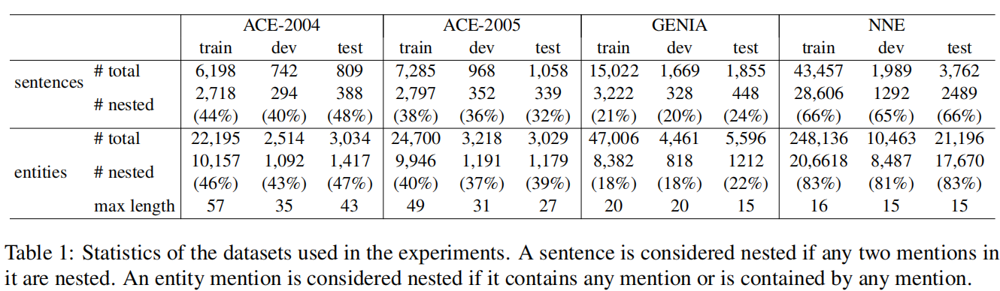 ACE-2004 ACE-2005 GENIA NNE
train dev test train dev test train dev test train dev test
sentences # total 6,198 742 809 7,285 968 1,058 15,022 1,669 1,855 43,457 1,989 3,762
# nested 2,718 294 388 2,797 352 339 3,222 328 448 28,606 1292 2489
(44%) (40%) (48%) (38%) (36%) (32%) (21%) (20%) (24%) (66%) (65%) (66%)
entities # total 22,195 2,514 3,034 24,700 3,218 3,029 47,006 4,461 5,596 248,136 10,463 21,196
# nested 10,157 1,092 1,417 9,946 1,191 1,179 8,382 818 1212 20,6618 8,487 17,670
(46%) (43%) (47%) (40%) (37%) (39%) (18%) (18%) (22%) (83%) (81%) (83%)
max length 57 35 43 49 31 27 20 20 15 16 15 15
Table 1: Statistics of the datasets used in the experiments. A sentence is considered nested if any two mentions in
it are nested. An entity mention is considered nested if it contains any mention or is contained by any mention.